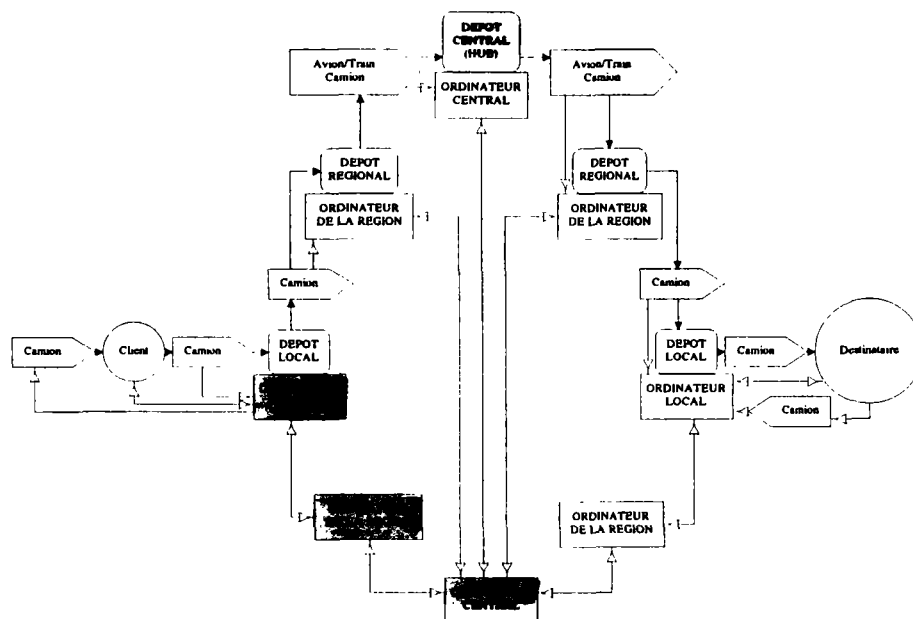 DEPOT
CENTRAL
(HUB)
Avion/Train
Camion
Avion/Train
Camion
ORDINATEUR
CENTRAL
DEPOT
REGIONAL
DEPOT
REGIONAL
ORDINATEUR
DE LA REGION
ORDINATEUR
DE LA REGION
Camion
Camion
Camion
Client
Camion
DEPOT
LOCAL
DEPOT
LOCAL
Camion
Destinataire
ORDINATEUR
LOCAL
Camion
ORDINATEUR
DE LA REGION
CENTRAL